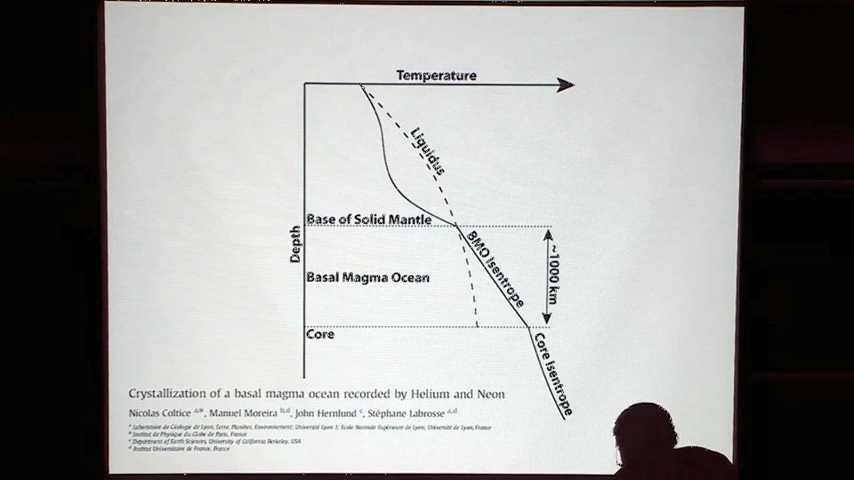 Temperature
Liquidus
Base of Solid Mantle
Depth
BMO Isentrope
~1000 km
Basal Magma Ocean
Core
Core Isentrope
Crystallization of a basal magma ocean recorded by Helium and Neon
Nicolas Coltice a,*, Manuel Moreira b,d, John Hernlund c, Stéphane Labrosse a,d
a Laboratoire de Géologie de Lyon, Terre, Planètes, Environnement; Université Lyon 1; Ecole Normale Supérieure de Lyon; Université de Lyon, France
b Institut de Physique du Globe de Paris, France
c Department of Earth Sciences, University of California Berkeley, USA
d Institut Universitaire de France, France